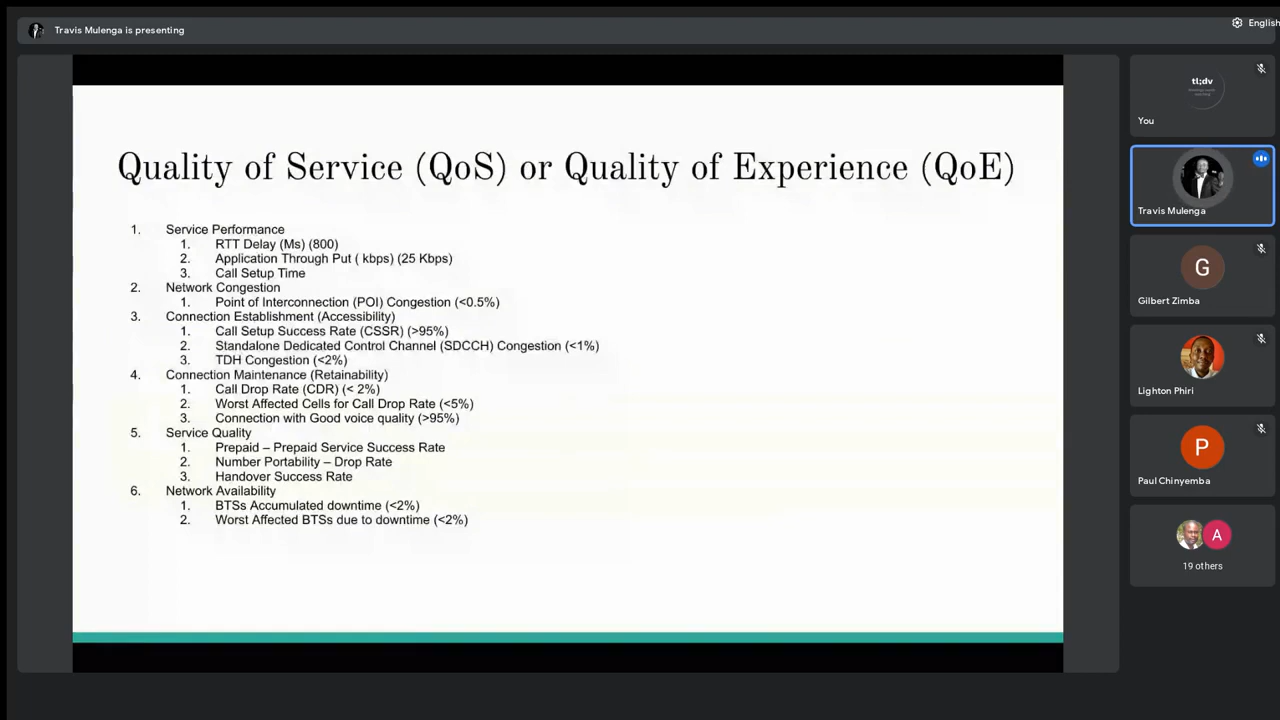 Travis Mulenga is presenting
English
Quality of Service (QoS) or Quality of Experience (QoE)
1. Service Performance
1. RTT Delay (Ms) (800)
2. Application Through Put ( kbps) (25 Kbps)
3. Call Setup Time
2. Network Congestion
1. Point of Interconnection (POI) Congestion (<0.5%)
3. Connection Establishment (Accessibility)
1. Call Setup Success Rate (CSSR) (>95%)
2. Standalone Dedicated Control Channel (SDCCH) Congestion (<1%)
3. TDH Congestion (<2%)
4. Connection Maintenance (Retainability)
1. Call Drop Rate (CDR) (< 2%)
2. Worst Affected Cells for Call Drop Rate (<5%)
3. Connection with Good voice quality (>95%)
5. Service Quality
1. Prepaid – Prepaid Service Success Rate
2. Number Portability – Drop Rate
3. Handover Success Rate
6. Network Availability
1. BTSs Accumulated downtime (<2%)
2. Worst Affected BTSs due to downtime (<2%)
tl;dv
You
Travis Mulenga
G
Gilbert Zimba
Lighton Phiri
P
Paul Chinyemba
A
19 others